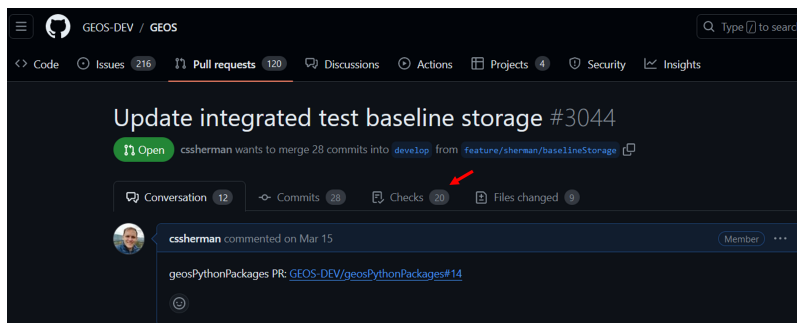 GEOS-DEV / GEOS
Type / to searc
Code Issues 216 Pull requests 120 Discussions Actions Projects 4 Security Insights
Update integrated test baseline storage #3044
Open cssherman wants to merge 28 commits into develop from feature/sherman/baselineStorage
Conversation 12 Commits 28 Checks 20 Files changed 9
cssherman commented on Mar 15 Member
geosPythonPackages PR: GEOS-DEV/geosPythonPackages#14